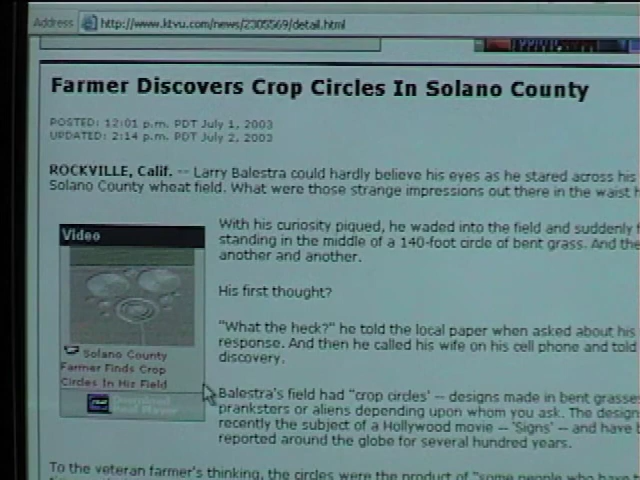 Address http://www.ktvu.com/news/2305569/detail.html
Farmer Discovers Crop Circles In Solano County
POSTED: 12:01 p.m. PDT July 1, 2003
UPDATED: 2:14 p.m. PDT July 2, 2003
ROCKVILLE, Calif. -- Larry Balestra could hardly believe his eyes as he stared across his
Solano County wheat field. What were those strange impressions out there in the waist
Video
With his curiosity piqued, he waded into the field and suddenly
standing in the middle of a 140-foot circle of bent grass. And
another and another.
His first thought?
"What the heck?" he told the local paper when asked about his
response. And then he called his wife on his cell phone and told
discovery.
Solano County
Farmer Finds Crop
Circles In His Field
Download
Real Player
Balestra's field had "crop circles' -- designs made in bent grasses
pranksters or aliens depending upon whom you ask. The
recently the subject of a Hollywood movie -- 'Signs' -- and have
reported around the globe for several hundred years.
To the veteran farmer's thinking, the circles were the product of "some people who have